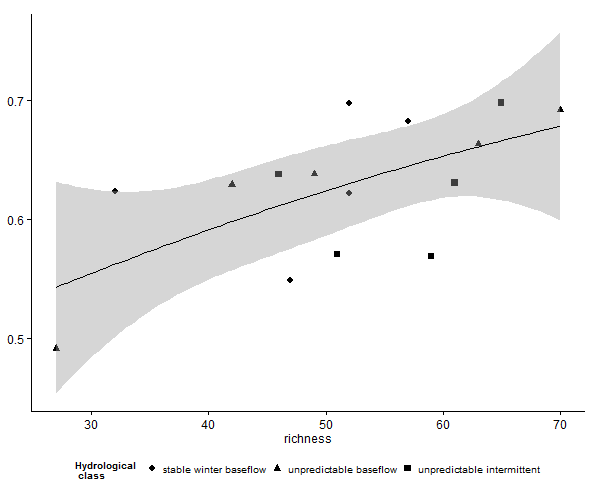 0.7
0.6
0.5
30 40 50 60 70
richness
Hydrological
class
stable winter baseflow unpredictable baseflow unpredictable intermittent